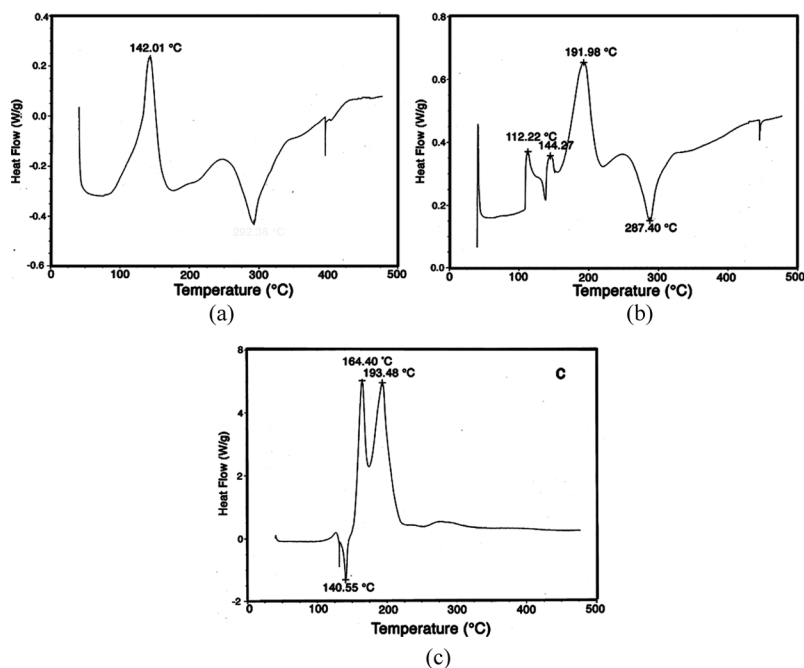 0.4
0.2
0.0
-0.2
-0.4
-0.6
Heat Flow (W/g)
142.01 °C
292.38 °C
0
100
200
300
400
500
Temperature (°C)
(a)
0.8
0.6
0.4
0.2
0.0
Heat Flow (W/g)
191.98 °C
112.22°C
144.27
287.40 °C
0
100
200
300
400
500
Temperature (°C)
(b)
8
4
2
0
-2
Heat Flow (W/g)
164.40 °C
193.48 °C
C
140.55 °C
0
100
200
300
400
500
Temperature (°C)
(c)